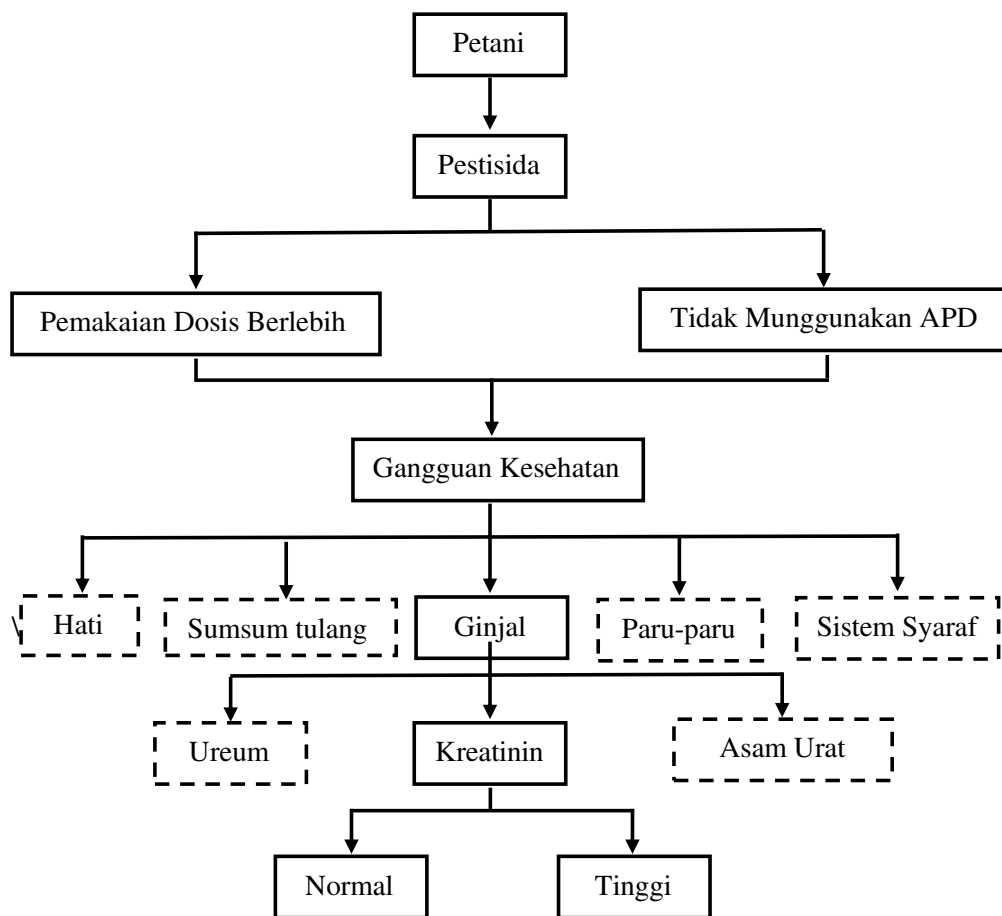 Petani
Pestisida
Pemakaian Dosis Berlebih
Tidak Munggunakan APD
Gangguan Kesehatan
\
Hati
Sumsum tulang
Ginjal
Paru-paru
Sistem Syaraf
Ureum
Kreatinin
Asam Urat
Normal
Tinggi